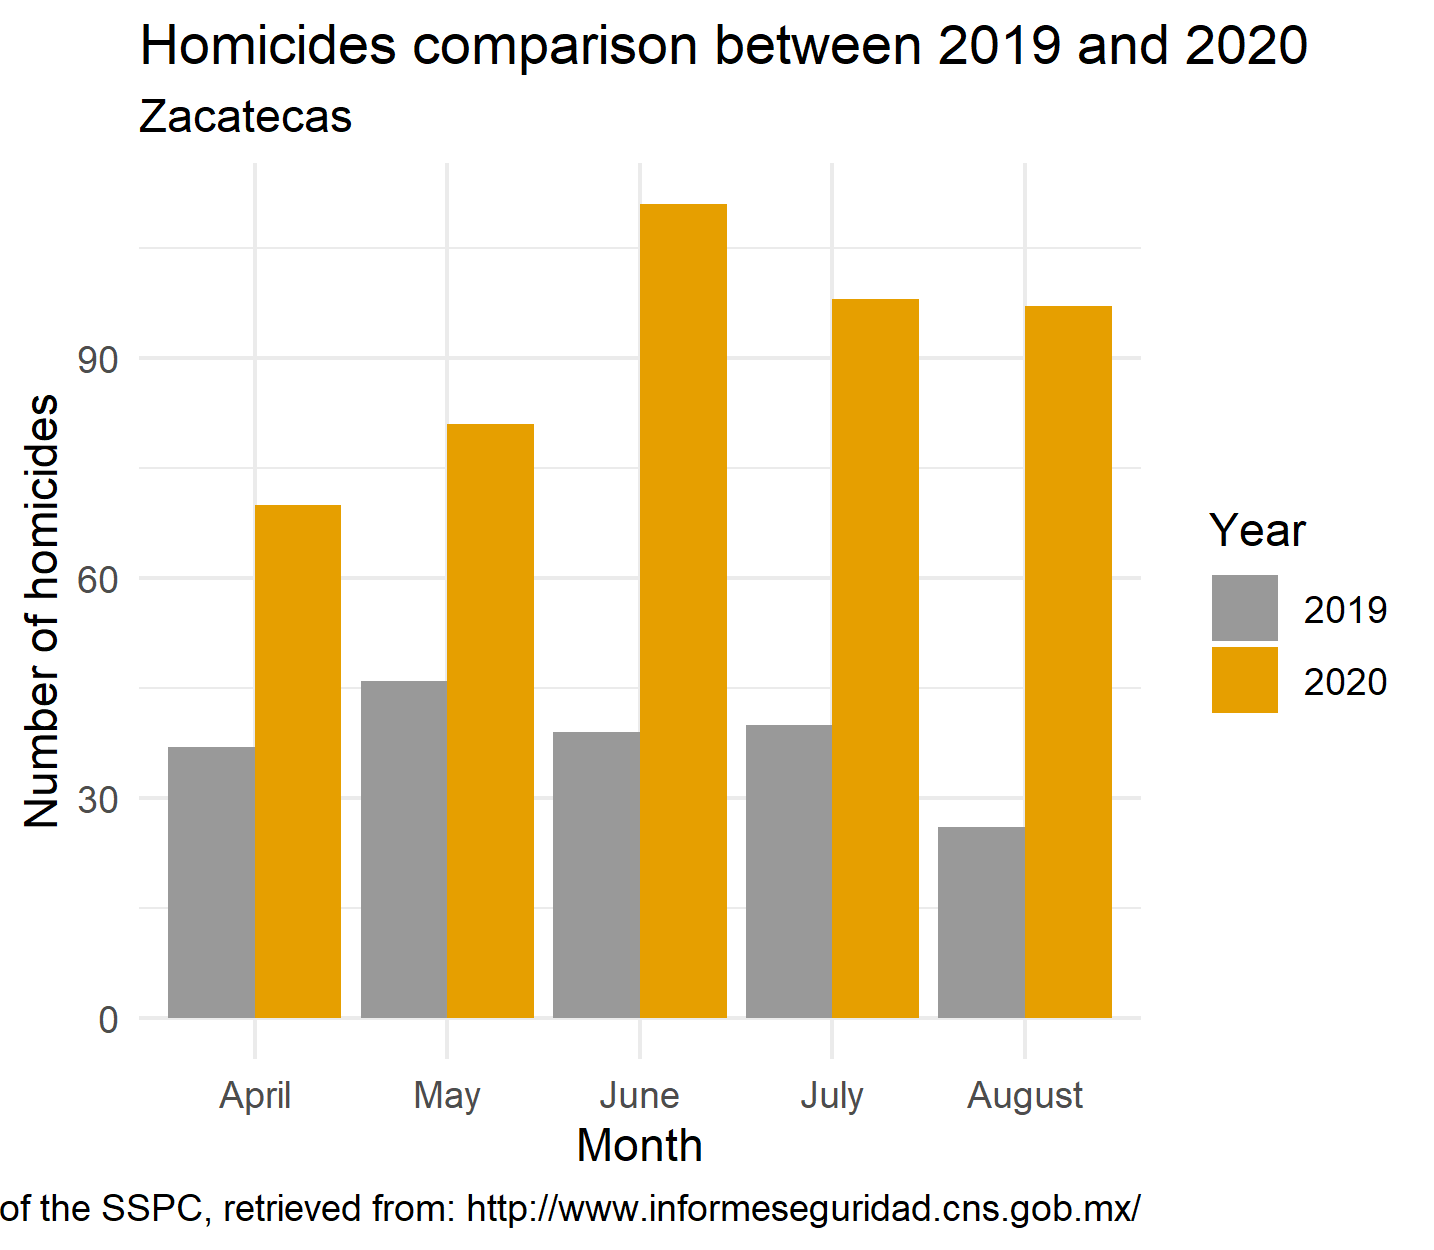 Homicides comparison between 2019 and 2020
Zacatecas
Number of homicides
90
60
30
0
April May June July August
Month
Year
2019
2020
of the SSPC, retrieved from: http://www.informeseguridad.cns.gob.mx/